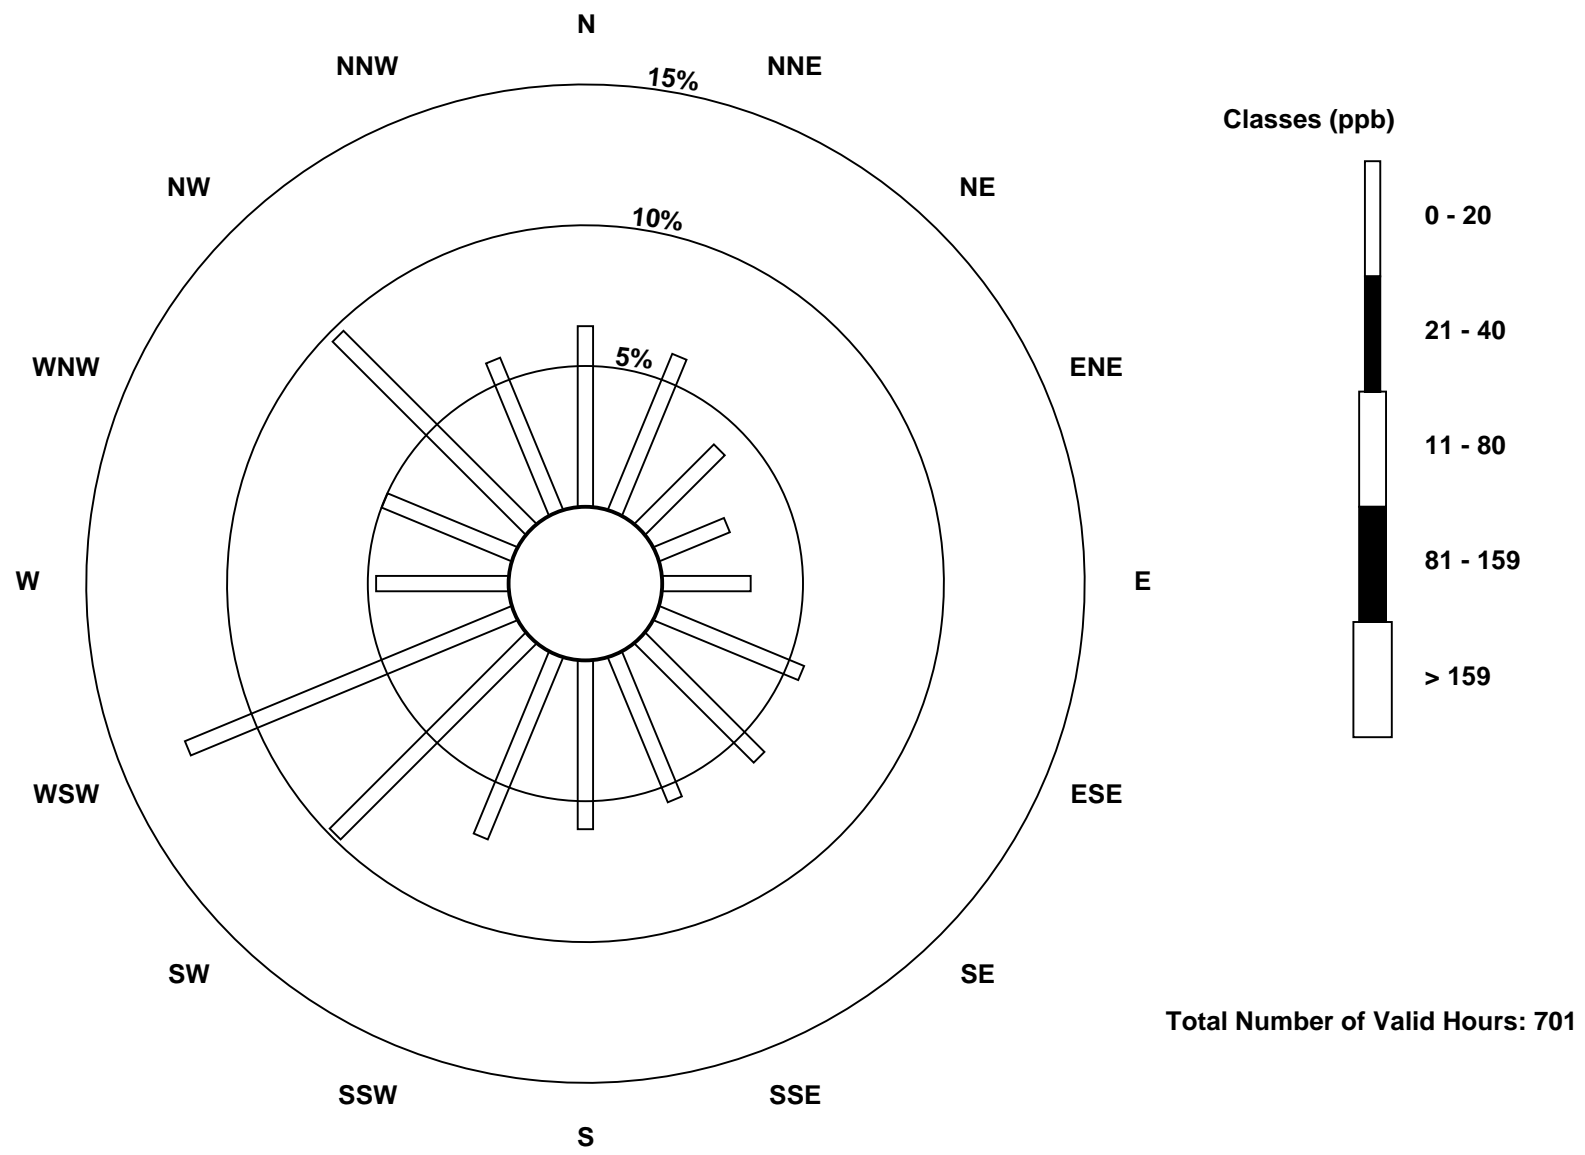 N
NNW
NNE
15%
Classes (ppb)
NW
NE
10%
0 - 20
21 - 40
5%
WNW
ENE
11 - 80
81 - 159
W
E
> 159
WSW
ESE
SW
SE
Total Number of Valid Hours: 701
SSW
SSE
S